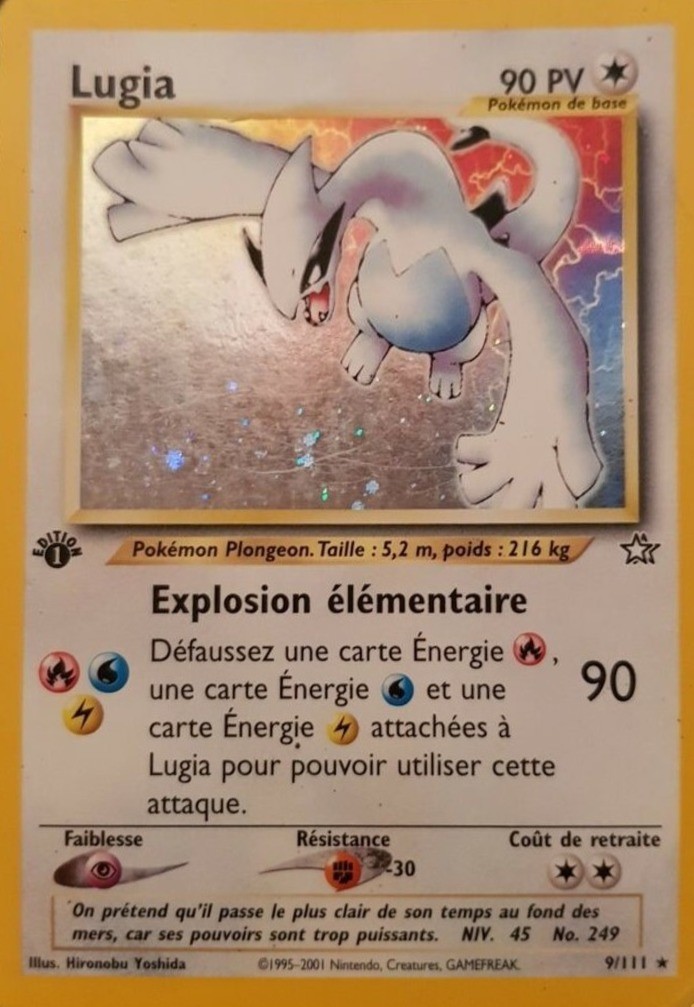 Lugia
90 PV
Pokémon de base
EDITION
1
Pokémon Plongeon. Taille : 5,2 m, poids : 216 kg
Explosion élémentaire
Défaussez une carte Énergie ,
une carte Énergie et une
carte Énergie attachées à
Lugia pour pouvoir utiliser cette
attaque.
90
Faiblesse
Résistance
Coût de retraite
-30
On prétend qu'il passe le plus clair de son temps au fond des
mers, car ses pouvoirs sont trop puissants. NIV. 45 No. 249
Illus. Hironobu Yoshida
©1995-2001 Nintendo, Creatures, GAMEFREAK.
9/111 ★